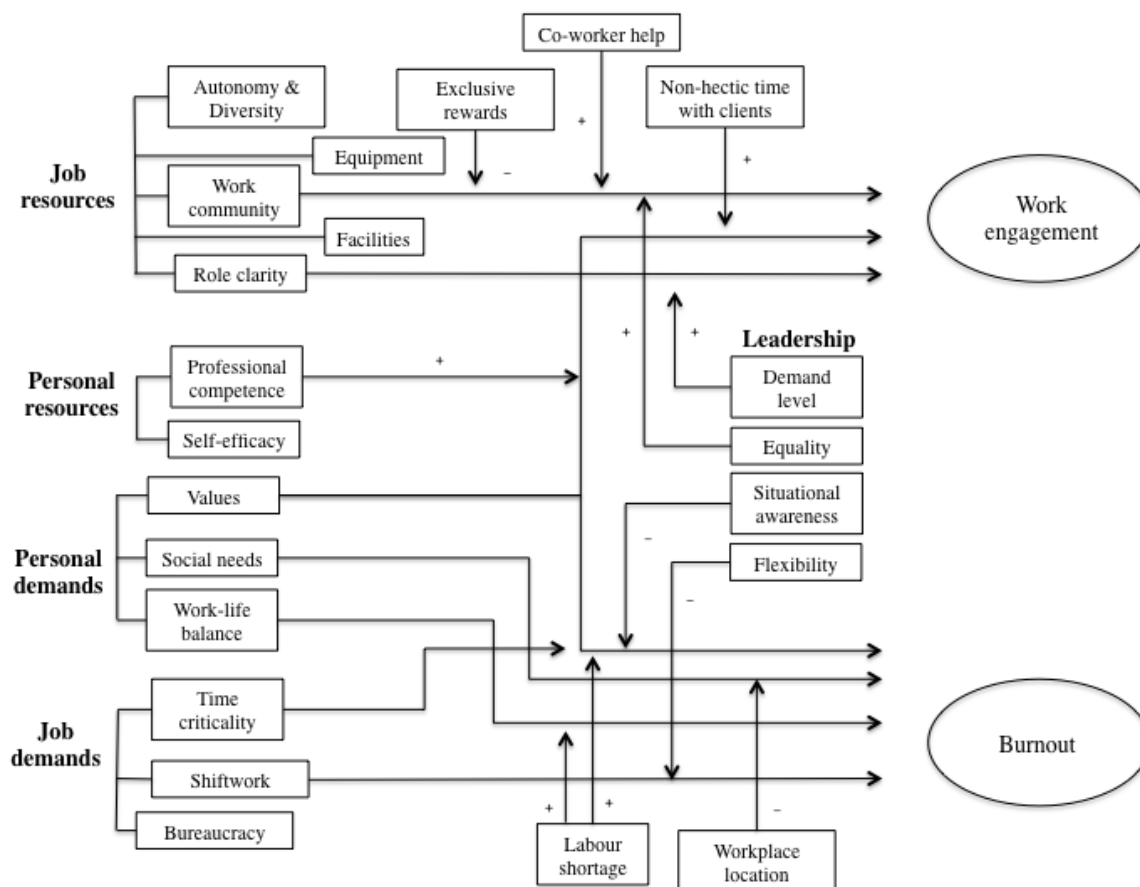 Co-worker help
Autonomy &
Diversity
Exclusive
rewards
Non-hectic time
with clients
+
+
Equipment
–
Job
resources
Work
community
Work
engagement
Facilities
Role clarity
+
+
Leadership
Personal
resources
Professional
competence
+
Demand
level
Self-efficacy
Equality
Values
Situational
awareness
–
Personal
demands
Social needs
Flexibility
–
Work-life
balance
Job
demands
Time
criticality
Burnout
Shiftwork
+
+
–
Bureaucracy
Labour
shortage
Workplace
location